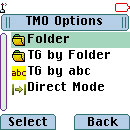 TMO Options
Folder
TG by Folder
abc TG by abc
Direct Mode
Select Back